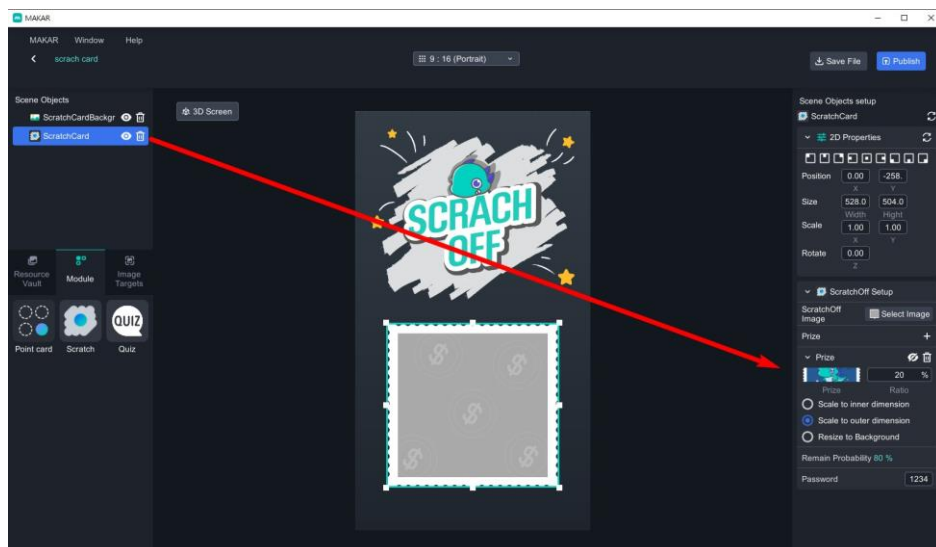 MAKAR
MAKAR Window Help
scrach card
9 : 16 (Portrait)
Save File
Publish
Scene Objects
ScratchCardBackgr
ScratchCard
3D Screen
SCRACH
OFF
Resource
Vault
Module
Image
Targets
QUIZ
Point card
Scratch
Quiz
Scene Objects setup
ScratchCard
2D Properties
Position 0.00 -258.
X Y
Size 528.0 504.0
Width Hight
Scale 1.00 1.00
X Y
Rotate 0.00
Z
ScratchOff Setup
ScratchOff
Image
Select Image
Prize +
Prize
20 %
Prize Ratio
Scale to inner dimension
Scale to outer dimension
Resize to Background
Remain Probability 80 %
Password 1234